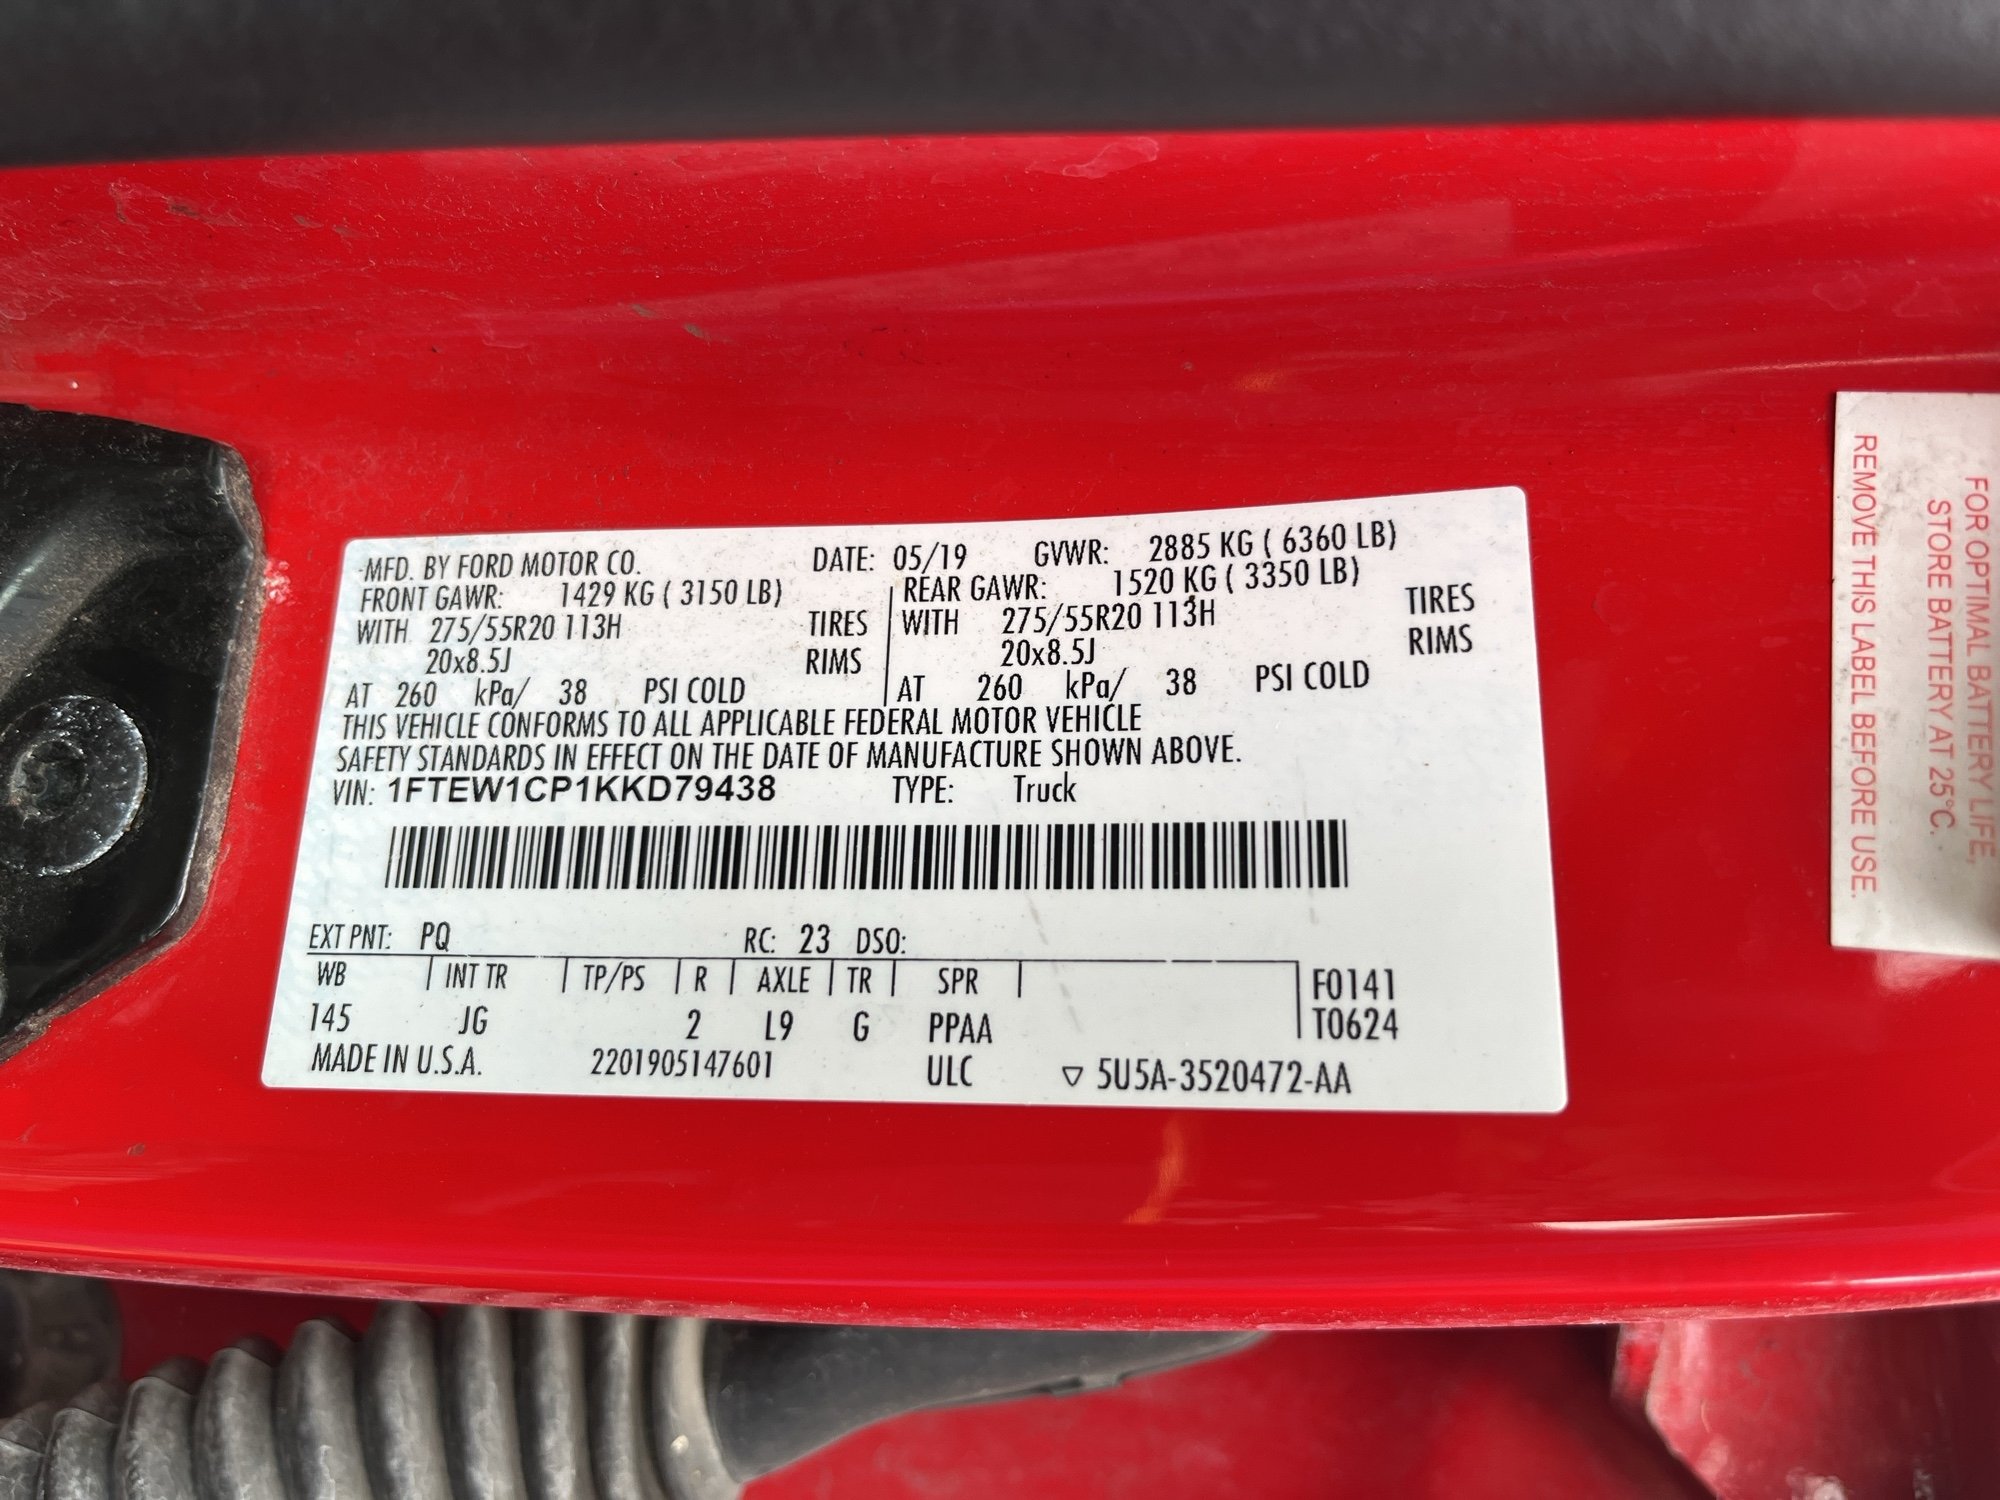 MFD. BY FORD MOTOR CO. DATE: 05/19 GVWR: 2885 KG ( 6360 LB)
FRONT GAWR: 1429 KG ( 3150 LB) REAR GAWR: 1520 KG ( 3350 LB)
WITH 275/55R20 113H TIRES WITH 275/55R20 113H TIRES
20x8.5J RIMS 20x8.5J RIMS
AT 260 kPa/ 38 PSI COLD AT 260 kPa/ 38 PSI COLD
THIS VEHICLE CONFORMS TO ALL APPLICABLE FEDERAL MOTOR VEHICLE
SAFETY STANDARDS IN EFFECT ON THE DATE OF MANUFACTURE SHOWN ABOVE.
VIN: 1FTEW1CP1KKD79438 TYPE: Truck
EXT PNT: PQ RC: 23 DSO:
WB INT TR TP/PS R AXLE TR SPR F0141
145 JG 2 L9 G PPAA T0624
MADE IN U.S.A. 2201905147601 ULC ▽ 5U5A-3520472-AA
FOR OPTIMAL BATTERY LIFE,
STORE BATTERY AT 25°C.
REMOVE THIS LABEL BEFORE USE.